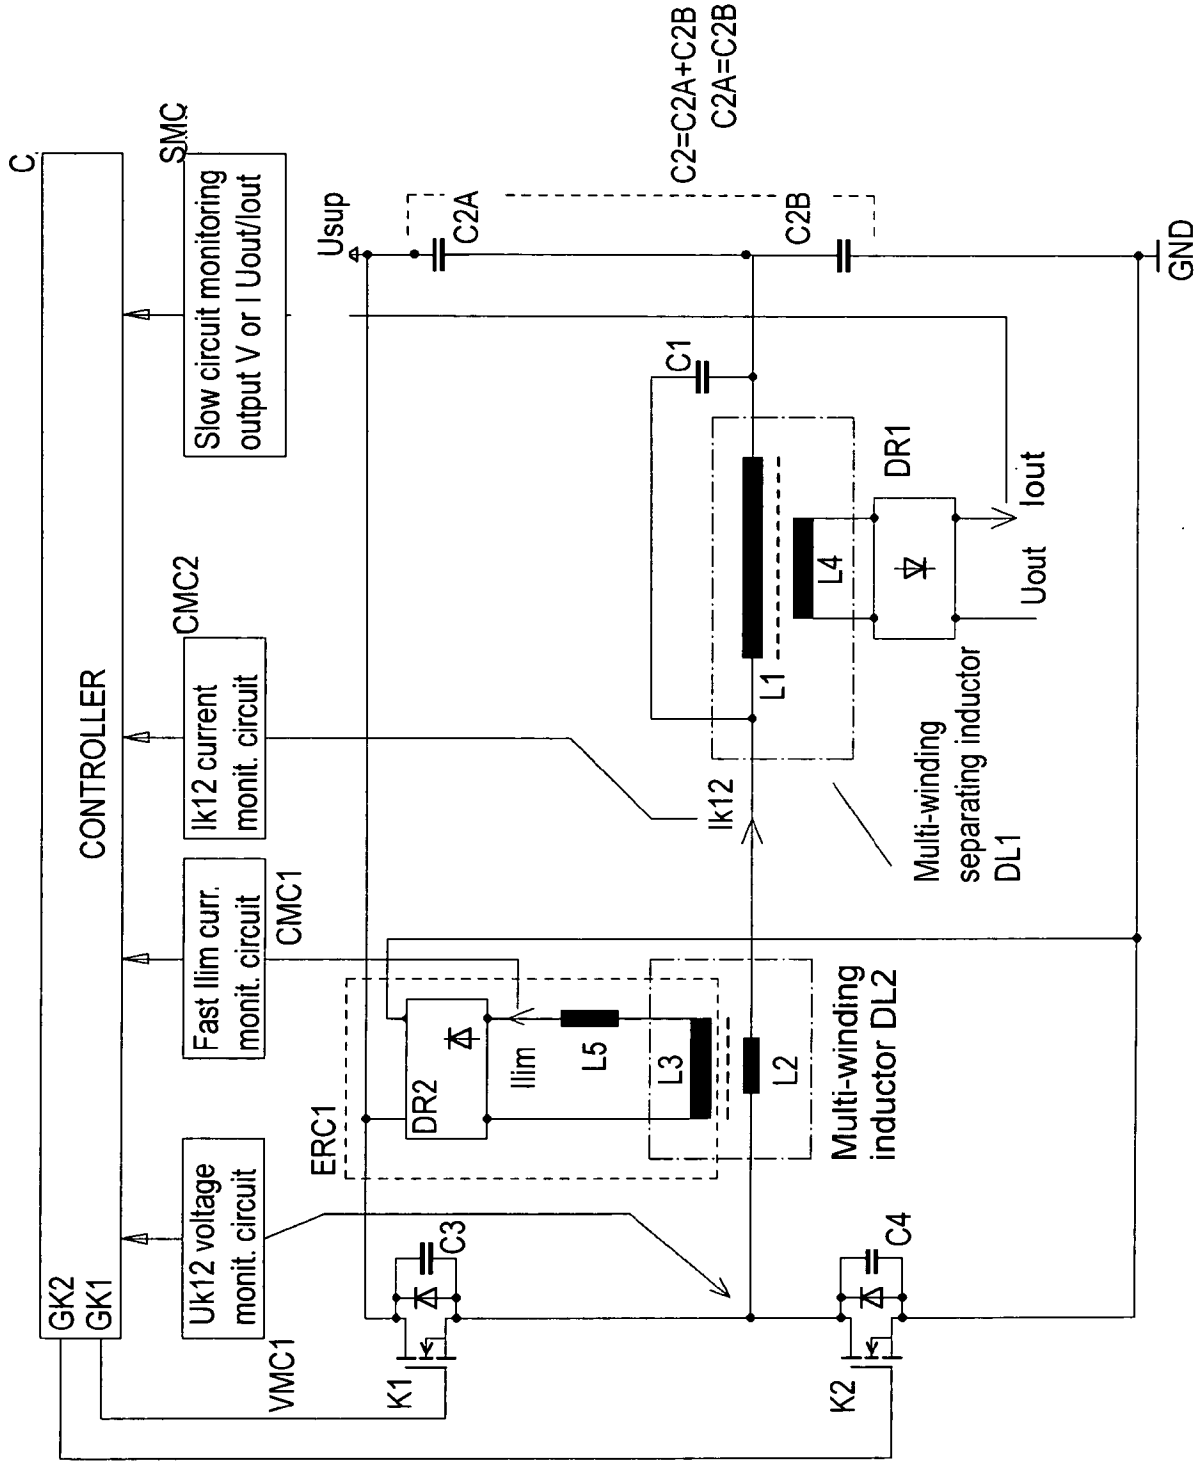 C
CONTROLLER
GK2
GK1
SMC
Slow circuit monitoring
output V or I Uout/Iout
CMC2
Ik12 current
monit. circuit
Fast Ilim curr.
monit. circuit
CMC1
Uk12 voltage
monit. circuit
VMC1
Usup
C2A
C2=C2A+C2B
C2A=C2B
C2B
GND
C1
L1
L4
DR1
Uout
Iout
Ik12
Multi-winding
separating inductor
DL1
ERC1
DR2
Ilim
L5
L3
L2
Multi-winding
inductor DL2
C3
K1
C4
K2